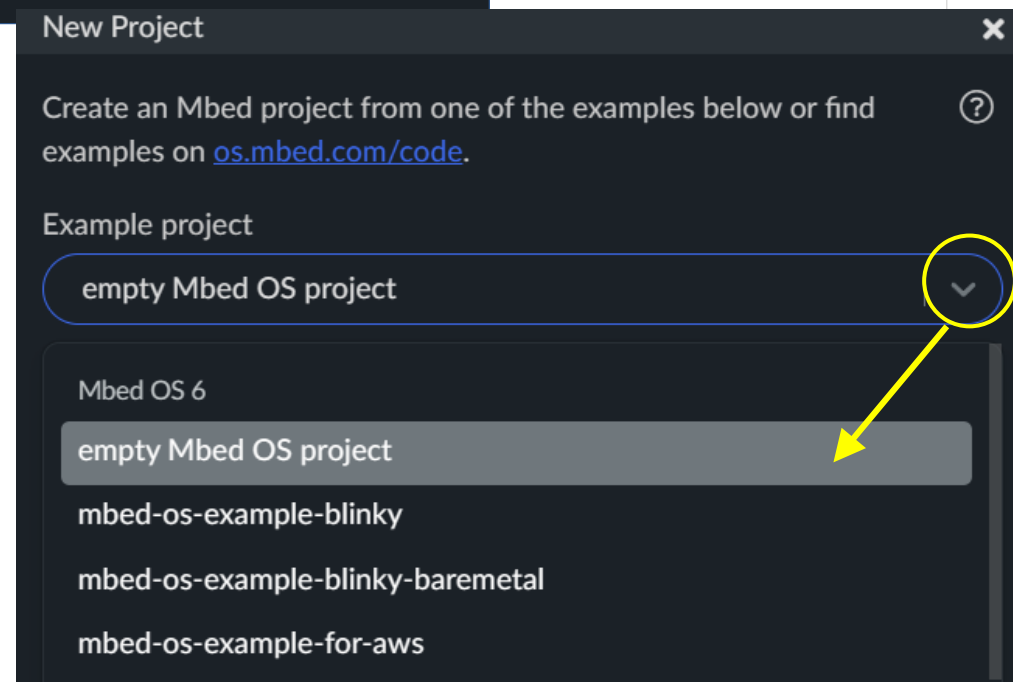 New Project
Create an Mbed project from one of the examples below or find
examples on os.mbed.com/code.
Example project
empty Mbed OS project
Mbed OS 6
empty Mbed OS project
mbed-os-example-blinky
mbed-os-example-blinky-baremetal
mbed-os-example-for-aws